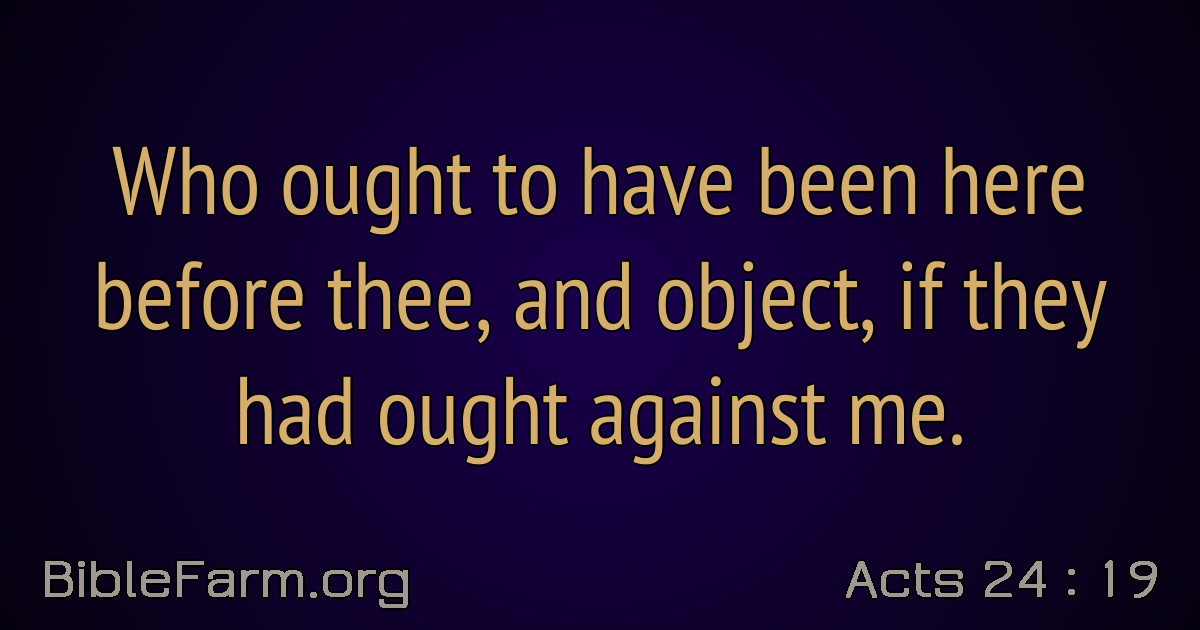 Who ought to have been here
before thee, and object, if they
had ought against me.
BibleFarm.org
Acts 24 : 19